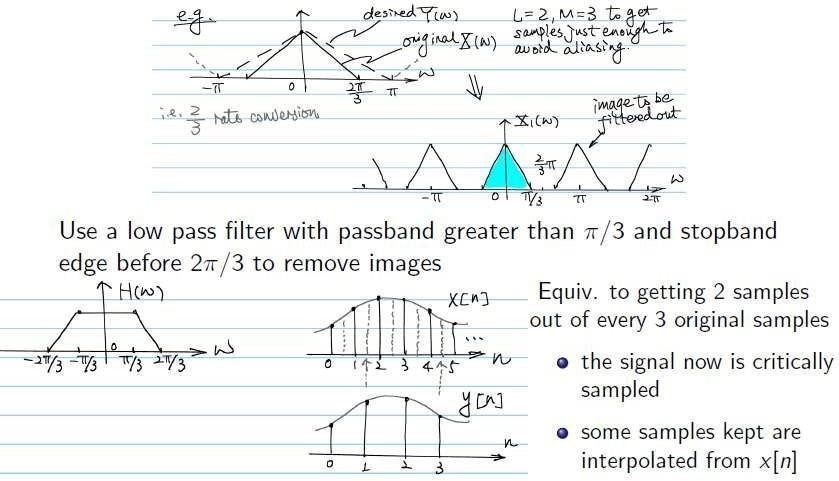 e.g.
desired Y(ω)
original X(ω)
L=2, M=3 to get
samples just enough to
avoid aliasing.
-π 0 2π/3 π ω
i.e. 2/3 rate conversion
⇓
X₁(ω)
image to be
filtered out
2/3 π
-π 0 π/3 π 2π ω
Use a low pass filter with passband greater than π/3 and stopband
edge before 2π/3 to remove images
H(ω)
-2π/3 -π/3 0 π/3 2π/3 ω
x[n]
...
0 1 2 3 4 5 n
y[n]
0 1 2 3 n
Equiv. to getting 2 samples
out of every 3 original samples
• the signal now is critically
sampled
• some samples kept are
interpolated from x[n]